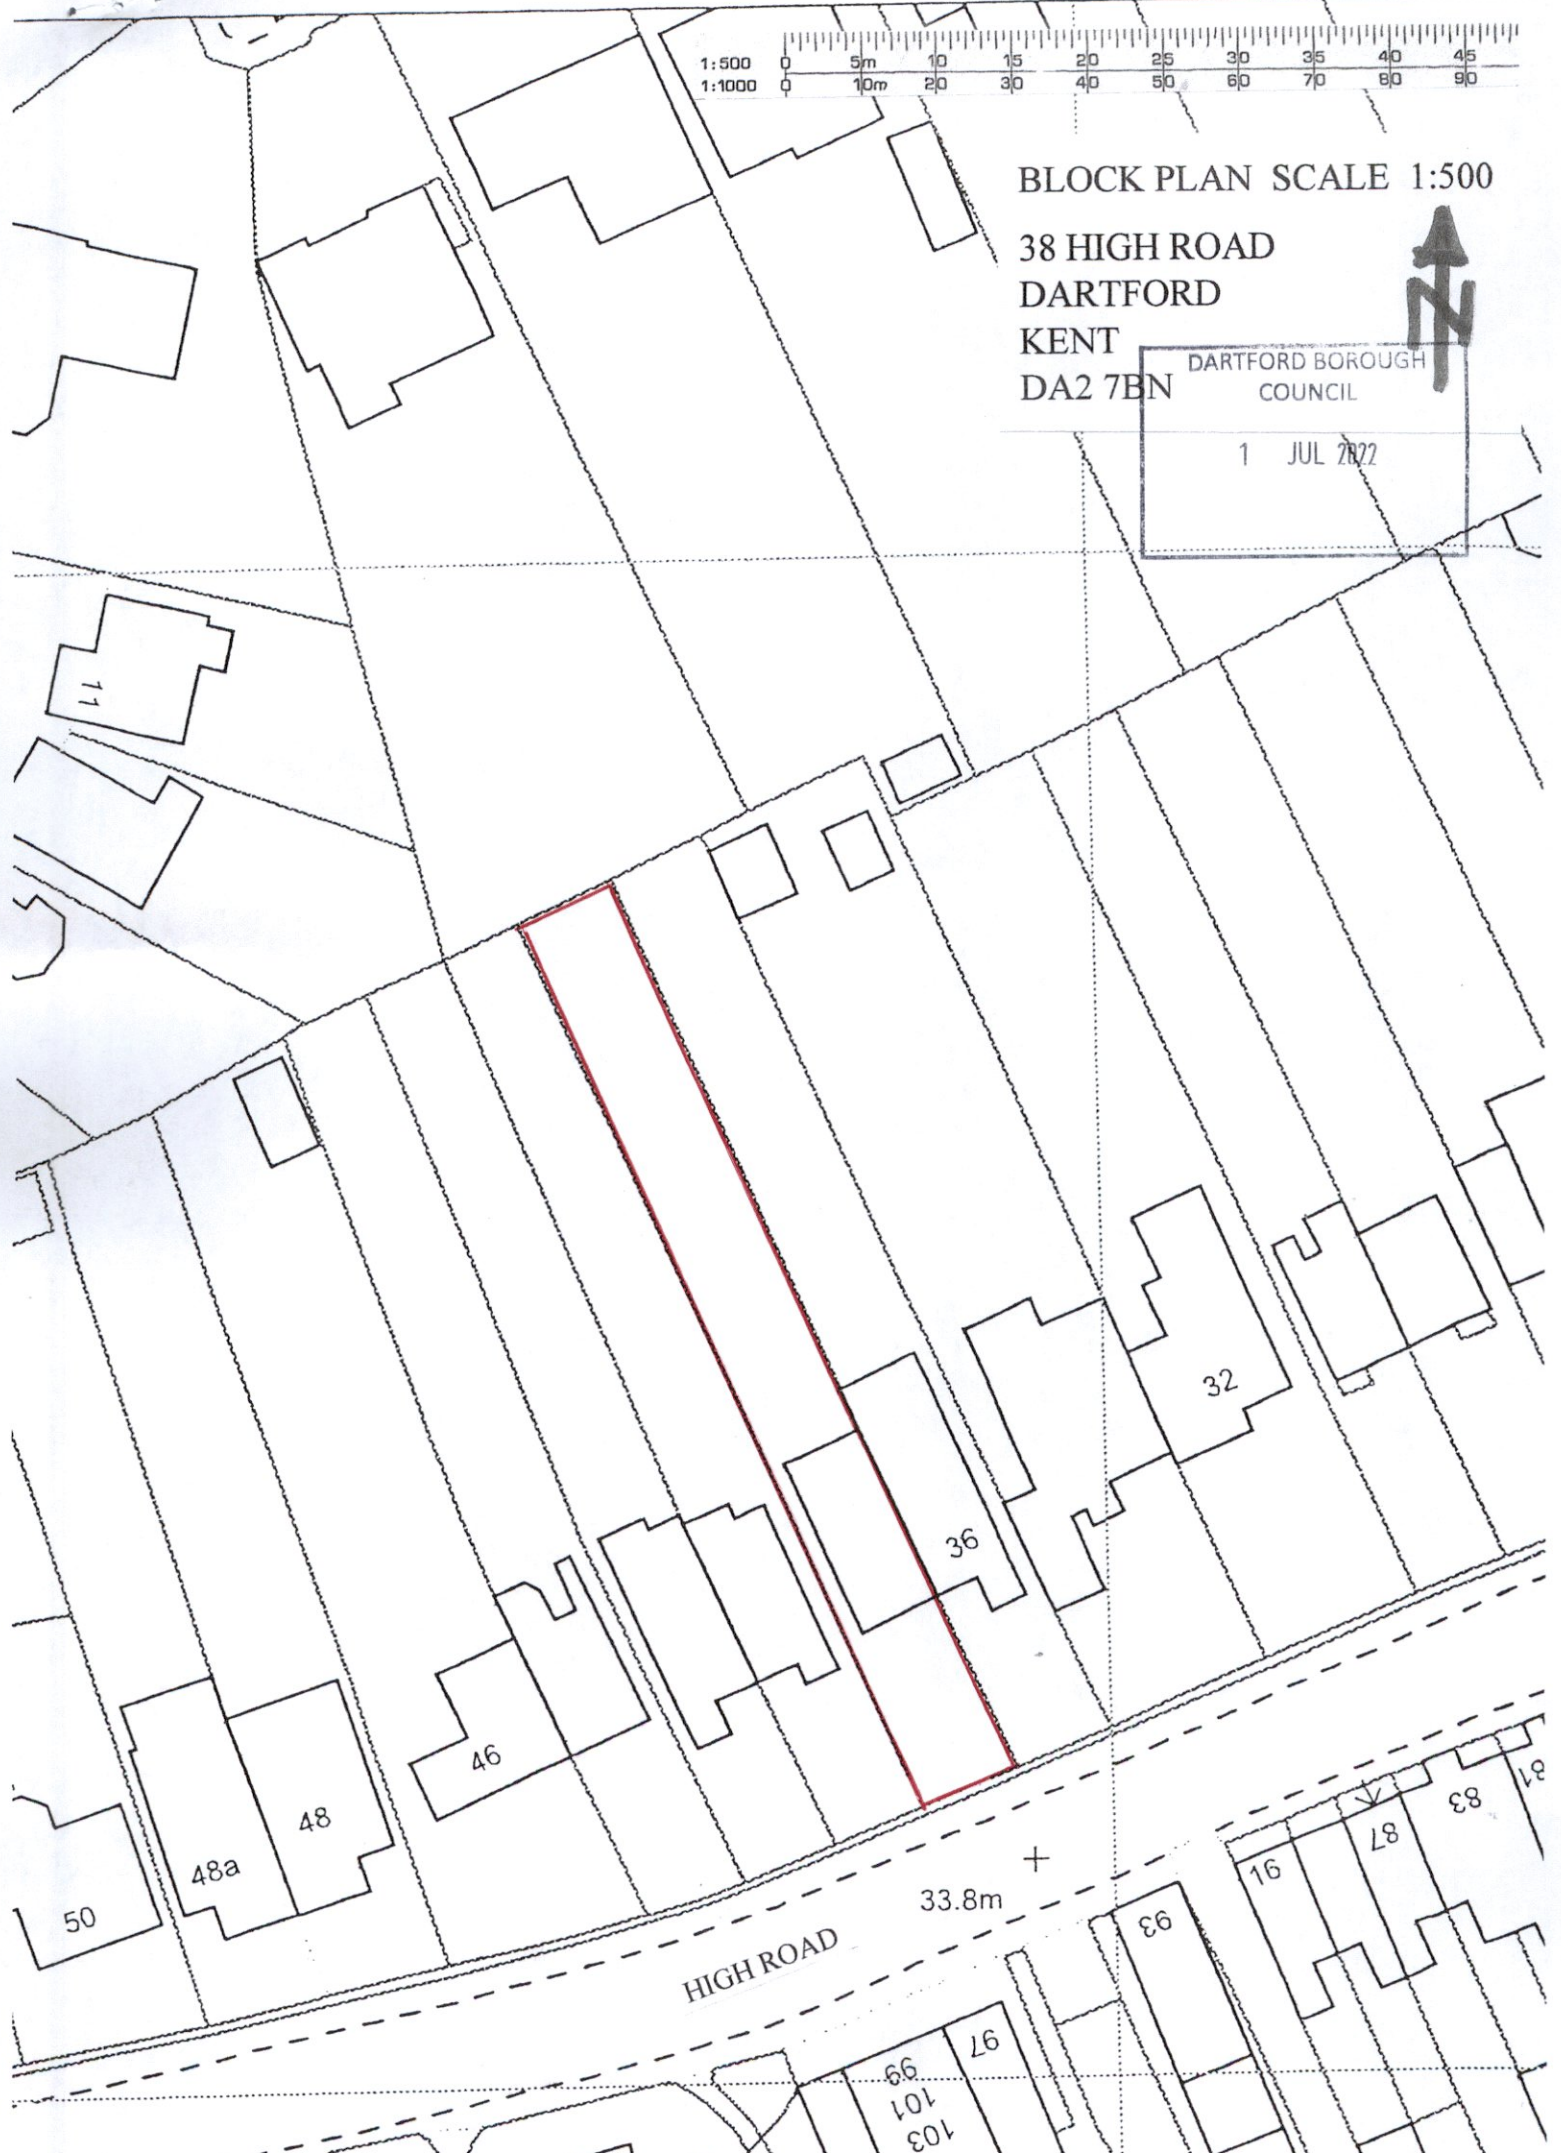 1:500 0 5m 10 15 20 25 30 35 40 45
1:1000 0 10m 20 30 40 50 60 70 80 90
BLOCK PLAN SCALE 1:500
38 HIGH ROAD
DARTFORD
KENT
DA2 7BN
N
DARTFORD BOROUGH
COUNCIL
1 JUL 2022
11
32
36
46
48
48a
50
33.8m
HIGH ROAD
81
83
87
91
93
97
99
101
103